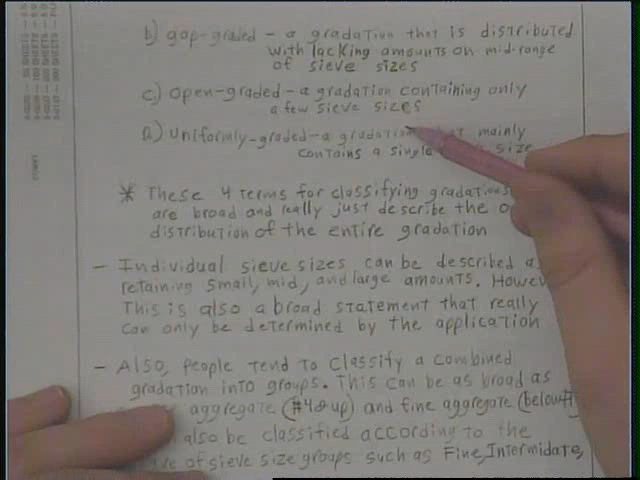 b) gap-graded - a gradation that is distributed
with lacking amounts on mid-range
of sieve sizes
c) open-graded - a gradation containing only
a few sieve sizes
d) uniformly-graded - a gradation mainly
contains a single size
* These 4 terms for classifying gradations
are broad and really just describe the
distribution of the entire gradation
- Individual sieve sizes can be described
retaining small, mid, and large amounts. Howe
This is also a broad statement that really
can only be determined by the application
- Also, people tend to classify a combined
gradation into groups. This can be as broad as
aggregate (#4 & up) and fine aggregate (below #
also be classified according to the
of sieve size groups such as Fine, Intermidate,